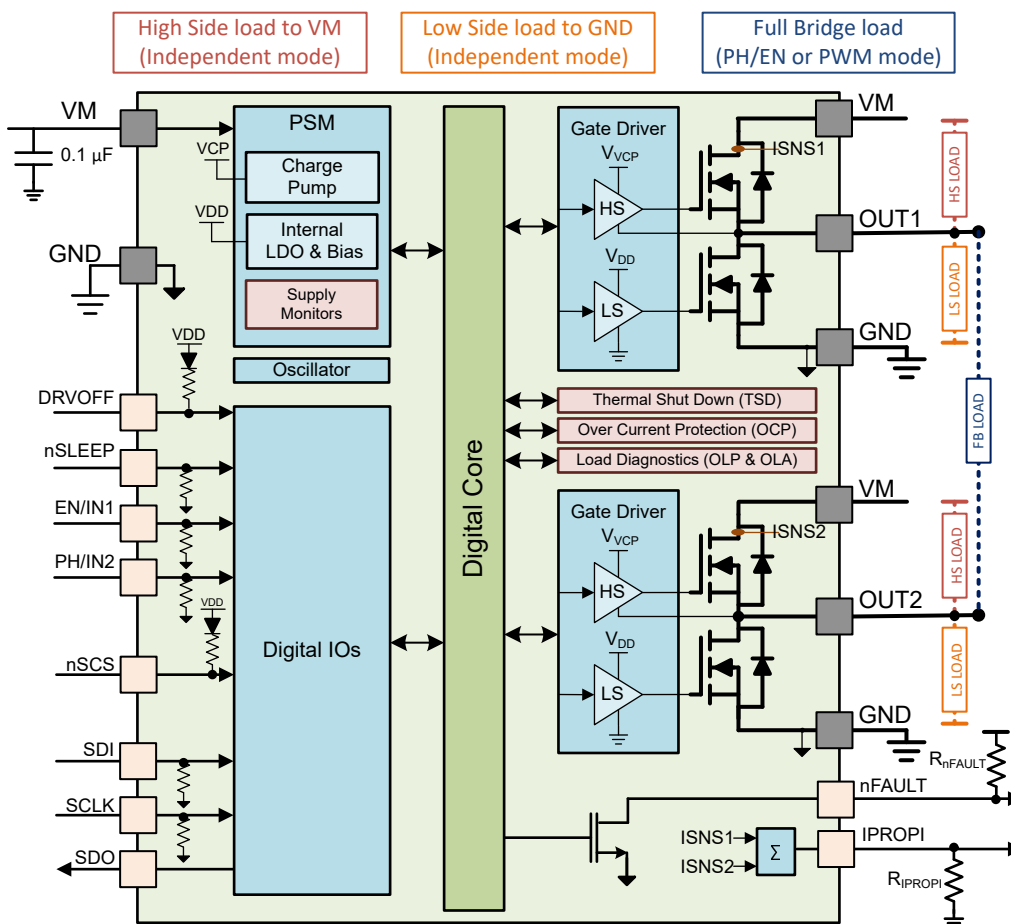 High Side load to VM
(Independent mode)
Low Side load to GND
(Independent mode)
Full Bridge load
(PH/EN or PWM mode)
VM
0.1 µF
GND
PSM
VCP
Charge
Pump
VDD
Internal
LDO & Bias
Supply
Monitors
Oscillator
VDD
DRVOFF
nSLEEP
EN/IN1
PH/IN2
VDD
nSCS
SDI
SCLK
SDO
Digital IOs
Digital Core
Gate Driver
VVCP
HS
VDD
LS
ISNS1
VM
OUT1
GND
HS LOAD
LS LOAD
FB LOAD
Thermal Shut Down (TSD)
Over Current Protection (OCP)
Load Diagnostics (OLP & OLA)
Gate Driver
VVCP
HS
VDD
LS
ISNS2
VM
OUT2
GND
HS LOAD
LS LOAD
RnFAULT
nFAULT
ISNS1
ISNS2
Σ
IPROPI
RIPROPI